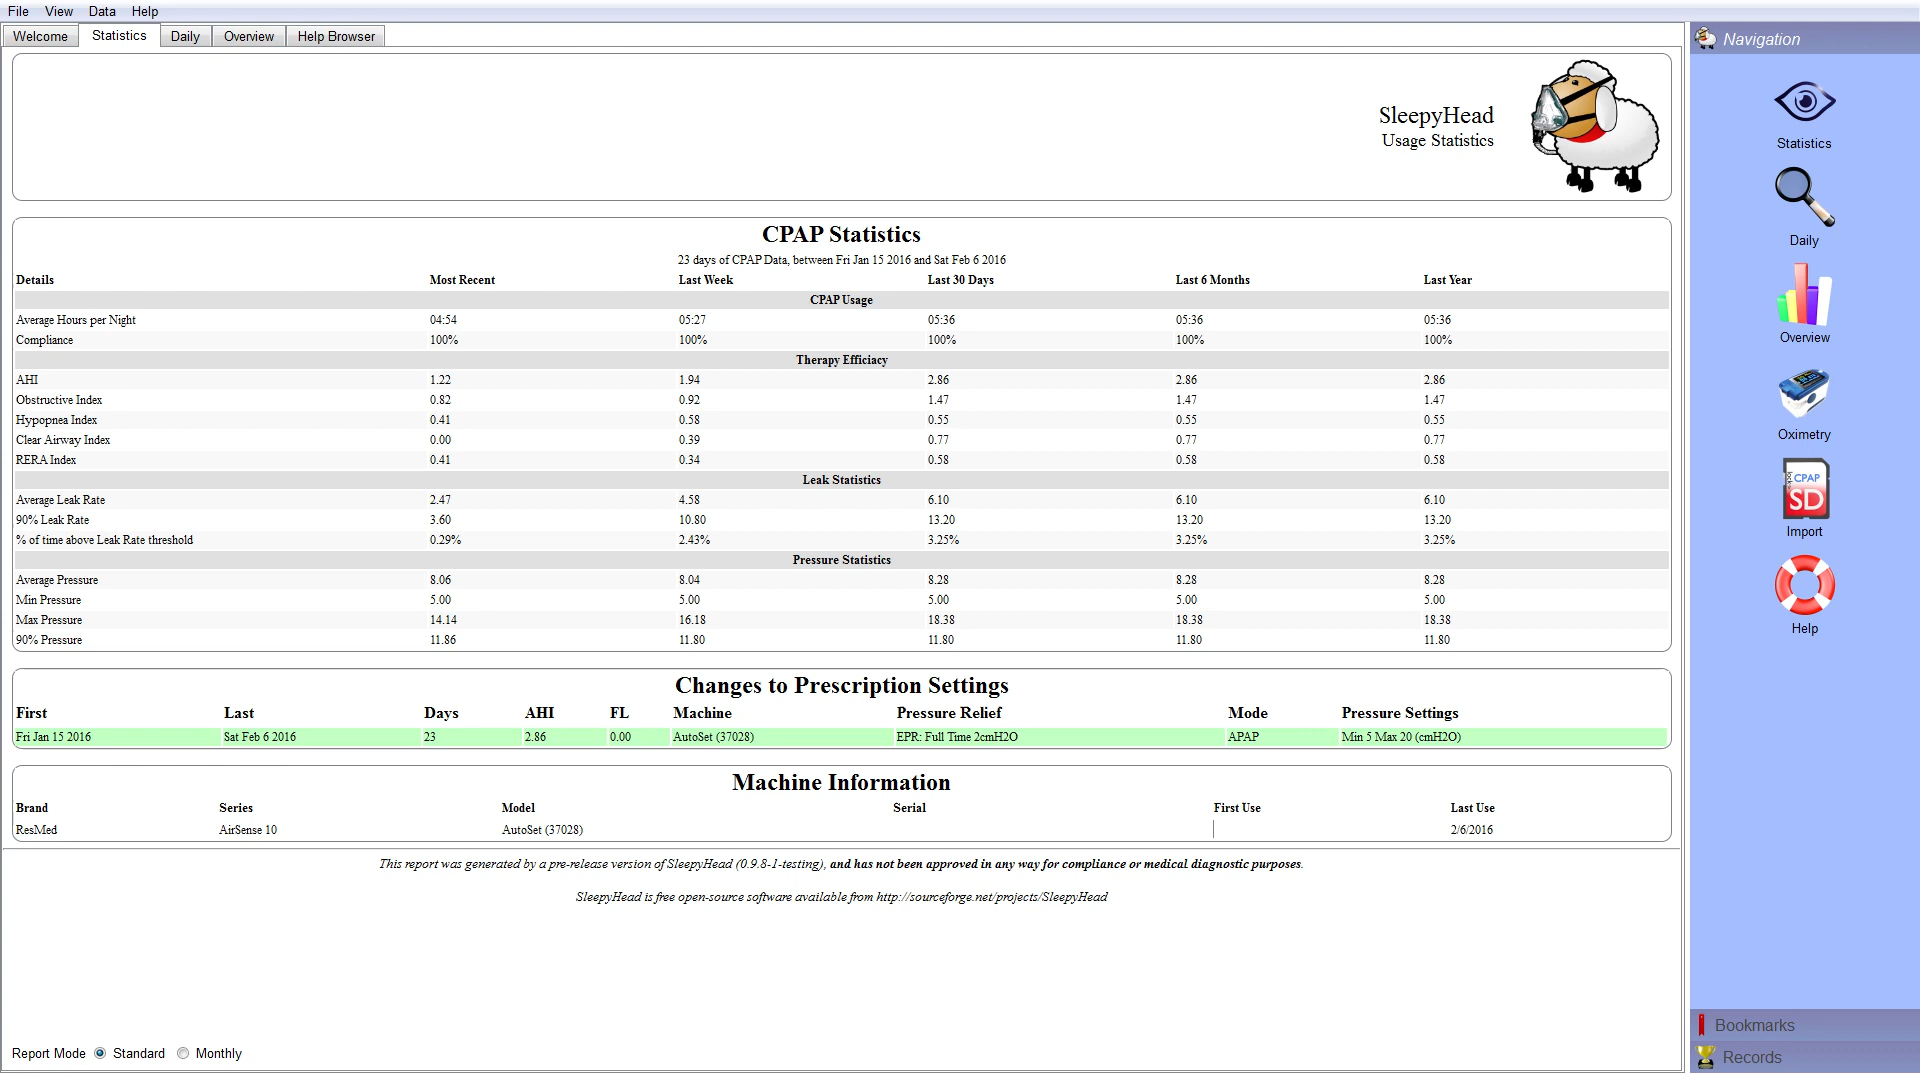 File View Data Help
Welcome Statistics Daily Overview Help Browser
Navigation
SleepyHead
Usage Statistics
CPAP Statistics
23 days of CPAP Data, between Fri Jan 15 2016 and Sat Feb 6 2016
Details Most Recent Last Week Last 30 Days Last 6 Months Last Year
CPAP Usage
Average Hours per Night 04:54 05:27 05:36 05:36 05:36
Compliance 100% 100% 100% 100% 100%
Therapy Efficiacy
AHI 1.22 1.94 2.86 2.86 2.86
Obstructive Index 0.82 0.92 1.47 1.47 1.47
Hypopnea Index 0.41 0.58 0.55 0.55 0.55
Clear Airway Index 0.00 0.39 0.77 0.77 0.77
RERA Index 0.41 0.34 0.58 0.58 0.58
Leak Statistics
Average Leak Rate 2.47 4.58 6.10 6.10 6.10
90% Leak Rate 3.60 10.80 13.20 13.20 13.20
% of time above Leak Rate threshold 0.29% 2.43% 3.25% 3.25% 3.25%
Pressure Statistics
Average Pressure 8.06 8.04 8.28 8.28 8.28
Min Pressure 5.00 5.00 5.00 5.00 5.00
Max Pressure 14.14 16.18 18.38 18.38 18.38
90% Pressure 11.86 11.80 11.80 11.80 11.80
Changes to Prescription Settings
First Last Days AHI FL Machine Pressure Relief Mode Pressure Settings
Fri Jan 15 2016 Sat Feb 6 2016 23 2.86 0.00 AutoSet (37028) EPR: Full Time 2cmH2O APAP Min 5 Max 20 (cmH2O)
Machine Information
Brand Series Model Serial First Use Last Use
ResMed AirSense 10 AutoSet (37028) 2/6/2016
This report was generated by a pre-release version of SleepyHead (0.9.8-1-testing), and has not been approved in any way for compliance or medical diagnostic purposes.
SleepyHead is free open-source software available from http://sourceforge.net/projects/SleepyHead
Report Mode Standard Monthly
Statistics
Daily
Overview
Oximetry
CPAP
SD
Import
Help
Bookmarks
Records